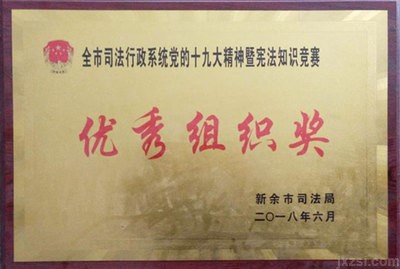 全市司法行政系统党的十九大精神暨宪法知识竞赛
优秀组织奖
新余市司法局
二〇一八年六月
jxzsl.com